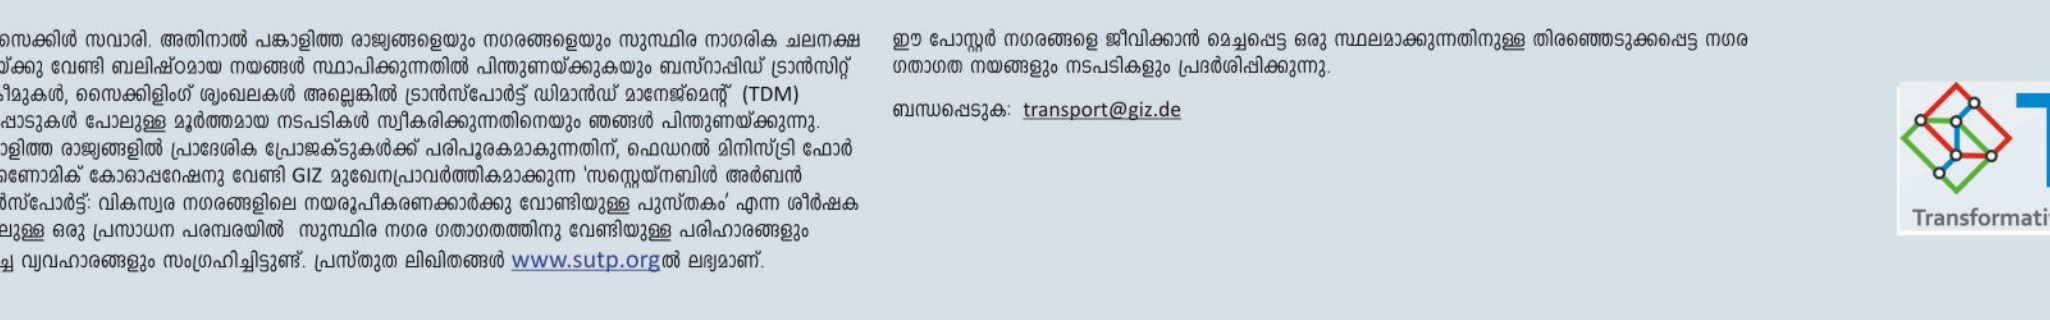 സൈക്കിൾ സവാരി. അതിനാൽ പങ്കാളിത്ത രാജ്യങ്ങളെയും നഗരങ്ങളെയും സുസ്ഥിര നാഗരിക ചലനക്ഷ
യ്ക്കു വേണ്ടി ബലിഷ്ഠമായ നയങ്ങൾ സ്ഥാപിക്കുന്നതിൽ പിന്തുണയ്ക്കുകയും ബസ്റാപ്പിഡ് ട്രാൻസിറ്റ്
കീമുകൾ, സൈക്കിളിംഗ് ശൃംഖലകൾ അല്ലെങ്കിൽ ട്രാൻസ്പോർട്ട് ഡിമാൻഡ് മാനേജ്മെന്റ് (TDM)
പ്പാടുകൾ പോലുള്ള മൂർത്തമായ നടപടികൾ സ്വീകരിക്കുന്നതിനെയും ഞങ്ങൾ പിന്തുണയ്ക്കുന്നു.
ാളിത്ത രാജ്യങ്ങളിൽ പ്രാദേശിക പ്രോജക്ടുകൾക്ക് പരിപൂരകമാകുന്നതിന്, ഫെഡറൽ മിനിസ്ട്രി ഫോർ
ണോമിക് കോഓപ്പറേഷനു വേണ്ടി GIZ മുഖേനപ്രാവർത്തികമാക്കുന്ന 'സസ്റ്റെയ്നബിൾ അർബൻ
ൻസ്പോർട്ട്: വികസ്വര നഗരങ്ങളിലെ നയരൂപീകരണക്കാർക്കു വോണ്ടിയുള്ള പുസ്തകം' എന്ന ശീർഷക
ലുള്ള ഒരു പ്രസാധന പരമ്പരയിൽ സുസ്ഥിര നഗര ഗതാഗതത്തിനു വേണ്ടിയുള്ള പരിഹാരങ്ങളും
ച്ച വ്യവഹാരങ്ങളും സംഗ്രഹിച്ചിട്ടുണ്ട്. പ്രസ്തുത ലിഖിതങ്ങൾ www.sutp.orgൽ ലഭ്യമാണ്.
ഈ പോസ്റ്റർ നഗരങ്ങളെ ജീവിക്കാൻ മെച്ചപ്പെട്ട ഒരു സ്ഥലമാക്കുന്നതിനുള്ള തിരഞ്ഞെടുക്കപ്പെട്ട നഗര
ഗതാഗത നയങ്ങളും നടപടികളും പ്രദർശിപ്പിക്കുന്നു.
ബന്ധപ്പെടുക: transport@giz.de
T
Transformati